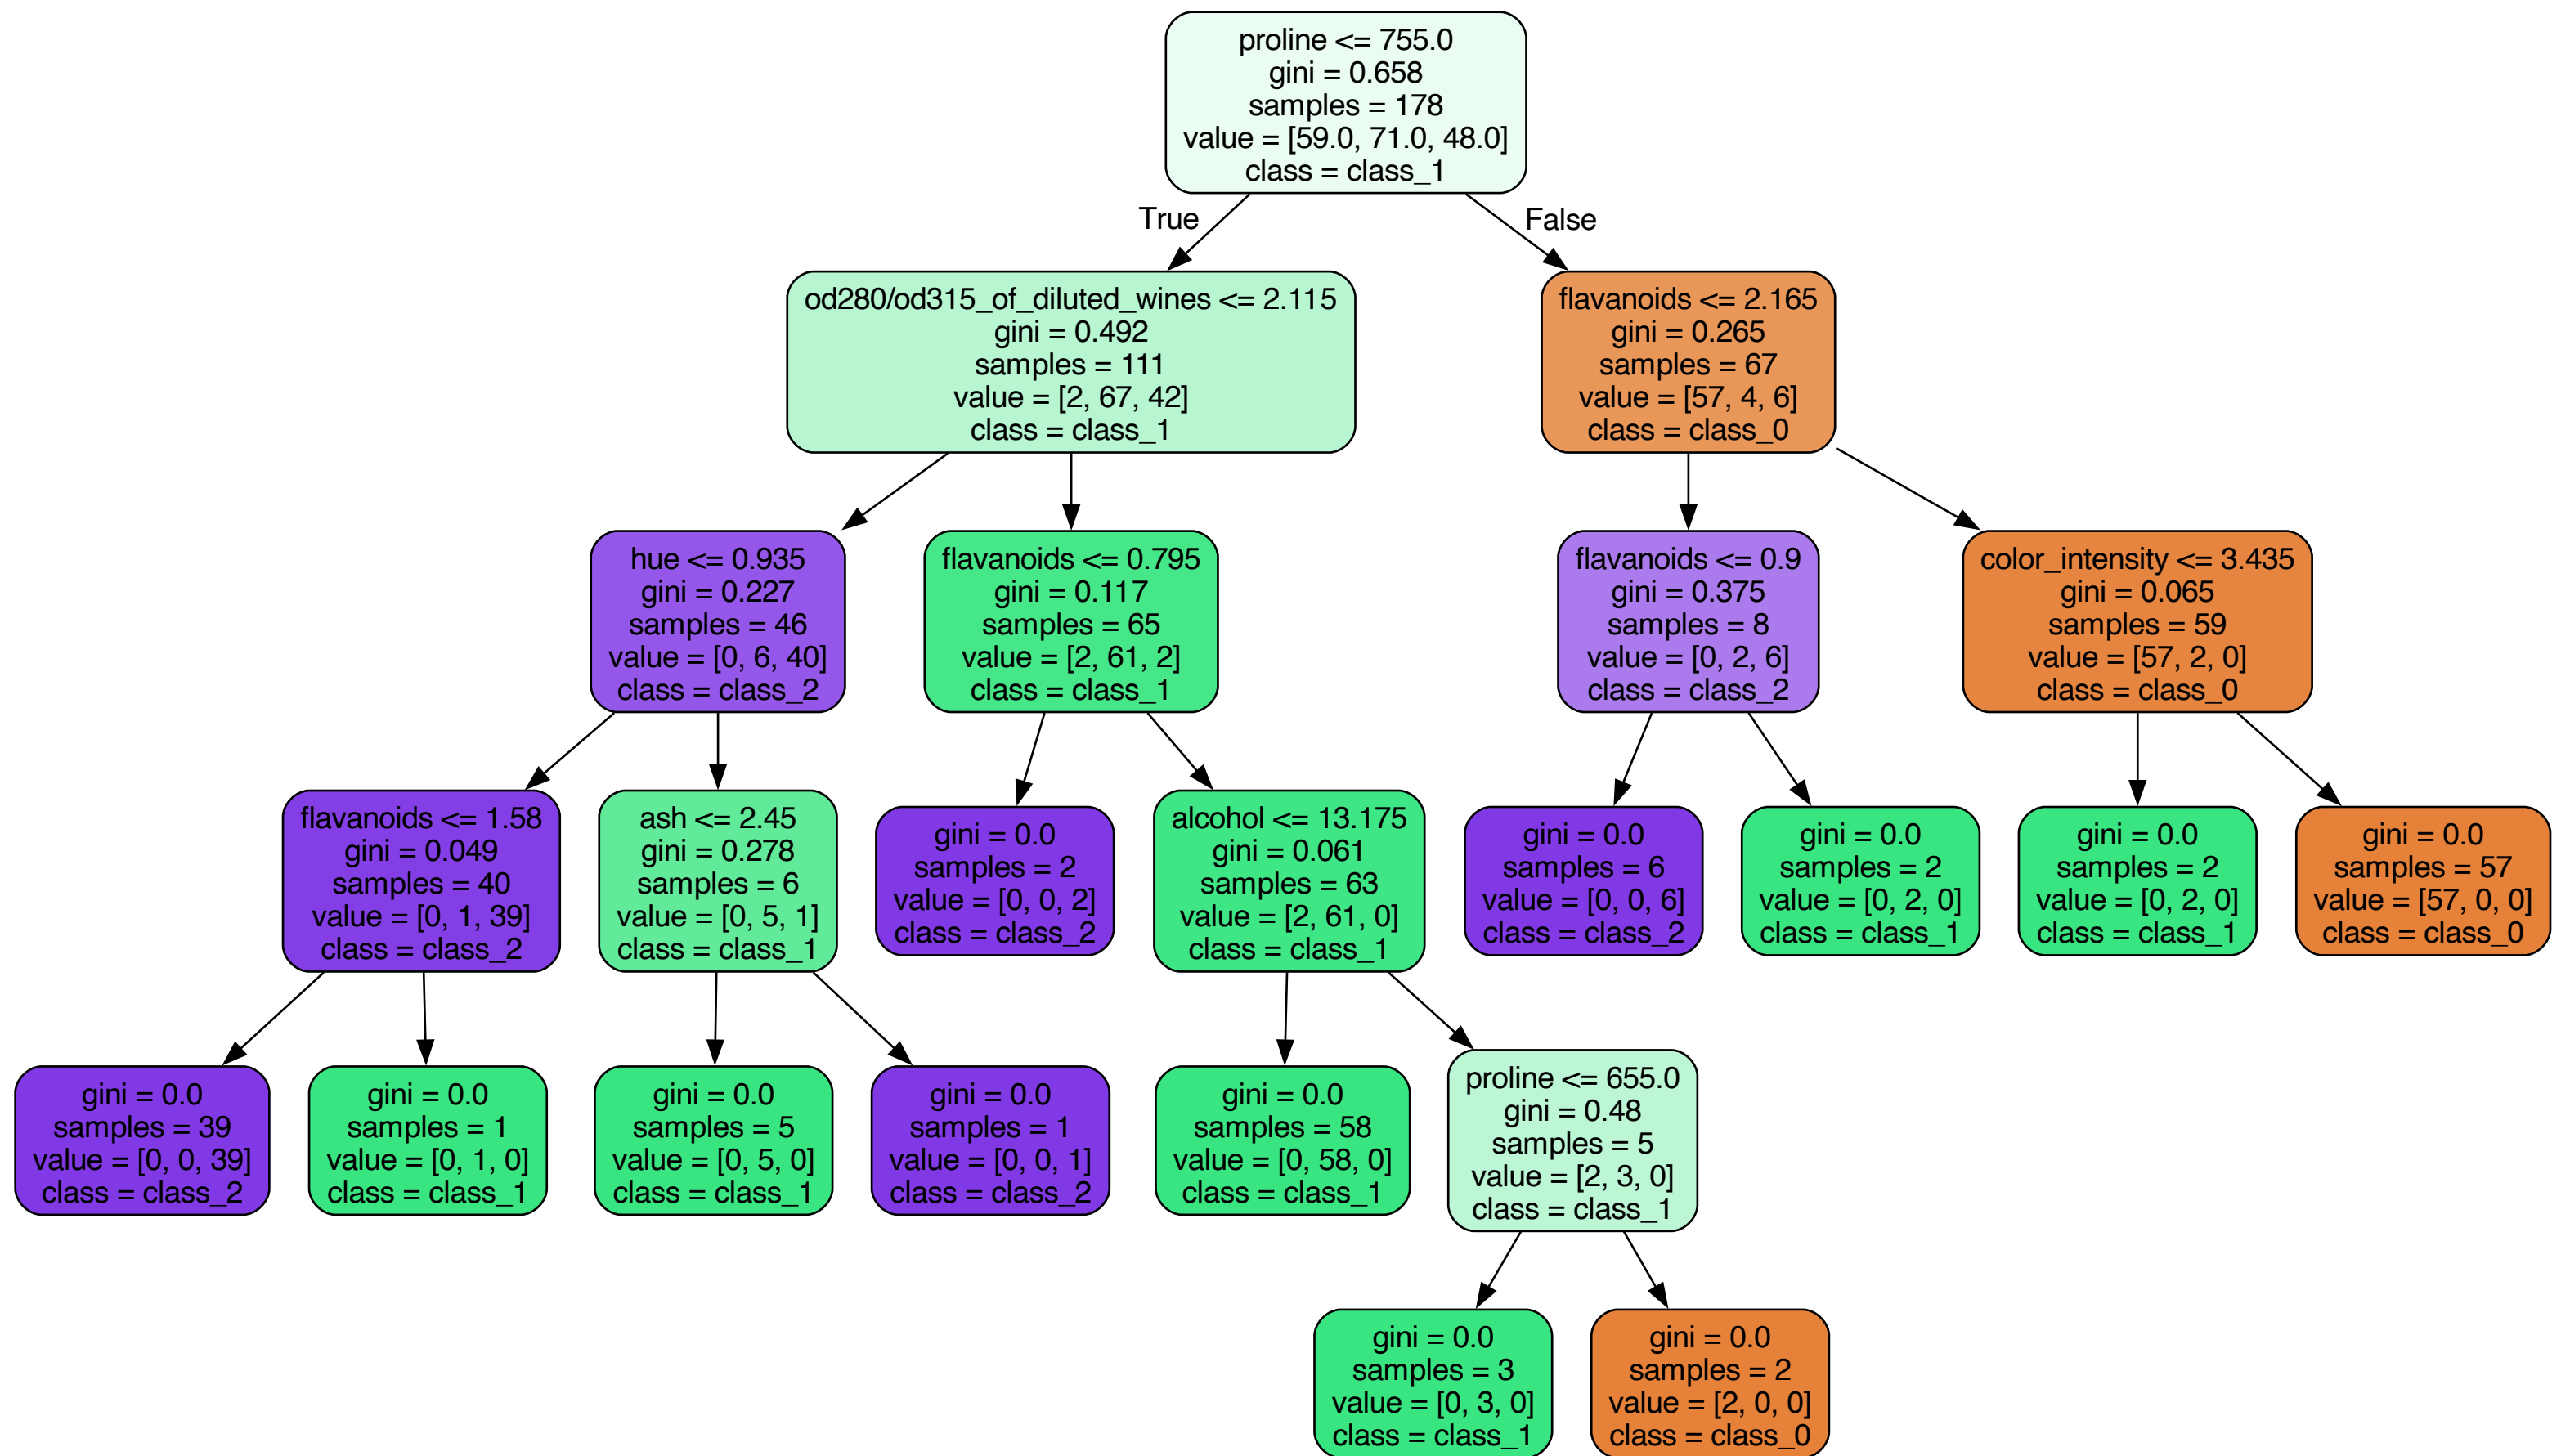 proline <= 755.0
gini = 0.658
samples = 178
value = [59.0, 71.0, 48.0]
class = class_1
True
False
od280/od315_of_diluted_wines <= 2.115
gini = 0.492
samples = 111
value = [2, 67, 42]
class = class_1
flavanoids <= 2.165
gini = 0.265
samples = 67
value = [57, 4, 6]
class = class_0
hue <= 0.935
gini = 0.227
samples = 46
value = [0, 6, 40]
class = class_2
flavanoids <= 0.795
gini = 0.117
samples = 65
value = [2, 61, 2]
class = class_1
flavanoids <= 0.9
gini = 0.375
samples = 8
value = [0, 2, 6]
class = class_2
color_intensity <= 3.435
gini = 0.065
samples = 59
value = [57, 2, 0]
class = class_0
flavanoids <= 1.58
gini = 0.049
samples = 40
value = [0, 1, 39]
class = class_2
ash <= 2.45
gini = 0.278
samples = 6
value = [0, 5, 1]
class = class_1
gini = 0.0
samples = 2
value = [0, 0, 2]
class = class_2
alcohol <= 13.175
gini = 0.061
samples = 63
value = [2, 61, 0]
class = class_1
gini = 0.0
samples = 6
value = [0, 0, 6]
class = class_2
gini = 0.0
samples = 2
value = [0, 2, 0]
class = class_1
gini = 0.0
samples = 2
value = [0, 2, 0]
class = class_1
gini = 0.0
samples = 57
value = [57, 0, 0]
class = class_0
gini = 0.0
samples = 39
value = [0, 0, 39]
class = class_2
gini = 0.0
samples = 1
value = [0, 1, 0]
class = class_1
gini = 0.0
samples = 5
value = [0, 5, 0]
class = class_1
gini = 0.0
samples = 1
value = [0, 0, 1]
class = class_2
gini = 0.0
samples = 58
value = [0, 58, 0]
class = class_1
proline <= 655.0
gini = 0.48
samples = 5
value = [2, 3, 0]
class = class_1
gini = 0.0
samples = 3
value = [0, 3, 0]
class = class_1
gini = 0.0
samples = 2
value = [2, 0, 0]
class = class_0